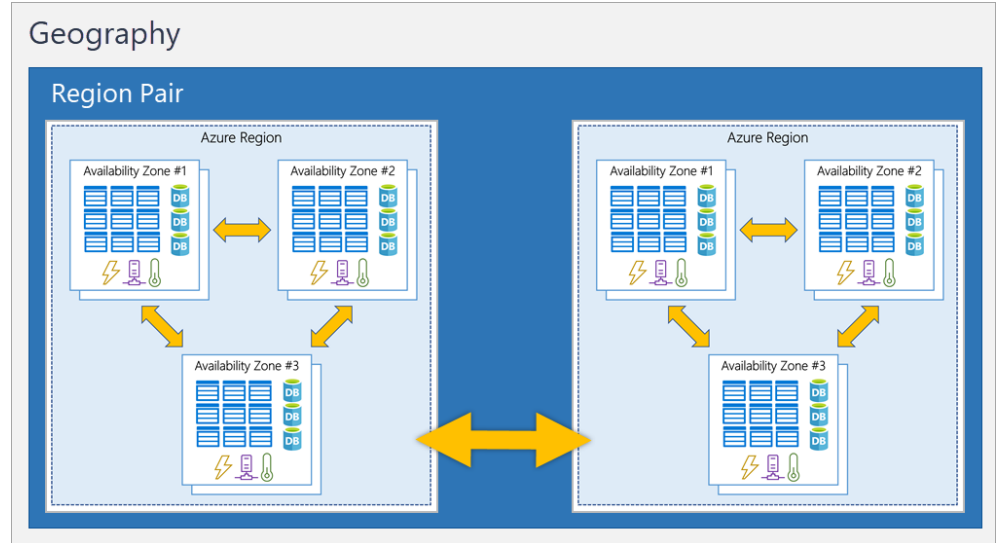 Geography
Region Pair
Azure Region
Availability Zone #1
DB
DB
DB
Availability Zone #2
DB
DB
DB
Availability Zone #3
DB
DB
DB
Azure Region
Availability Zone #1
DB
DB
DB
Availability Zone #2
DB
DB
DB
Availability Zone #3
DB
DB
DB